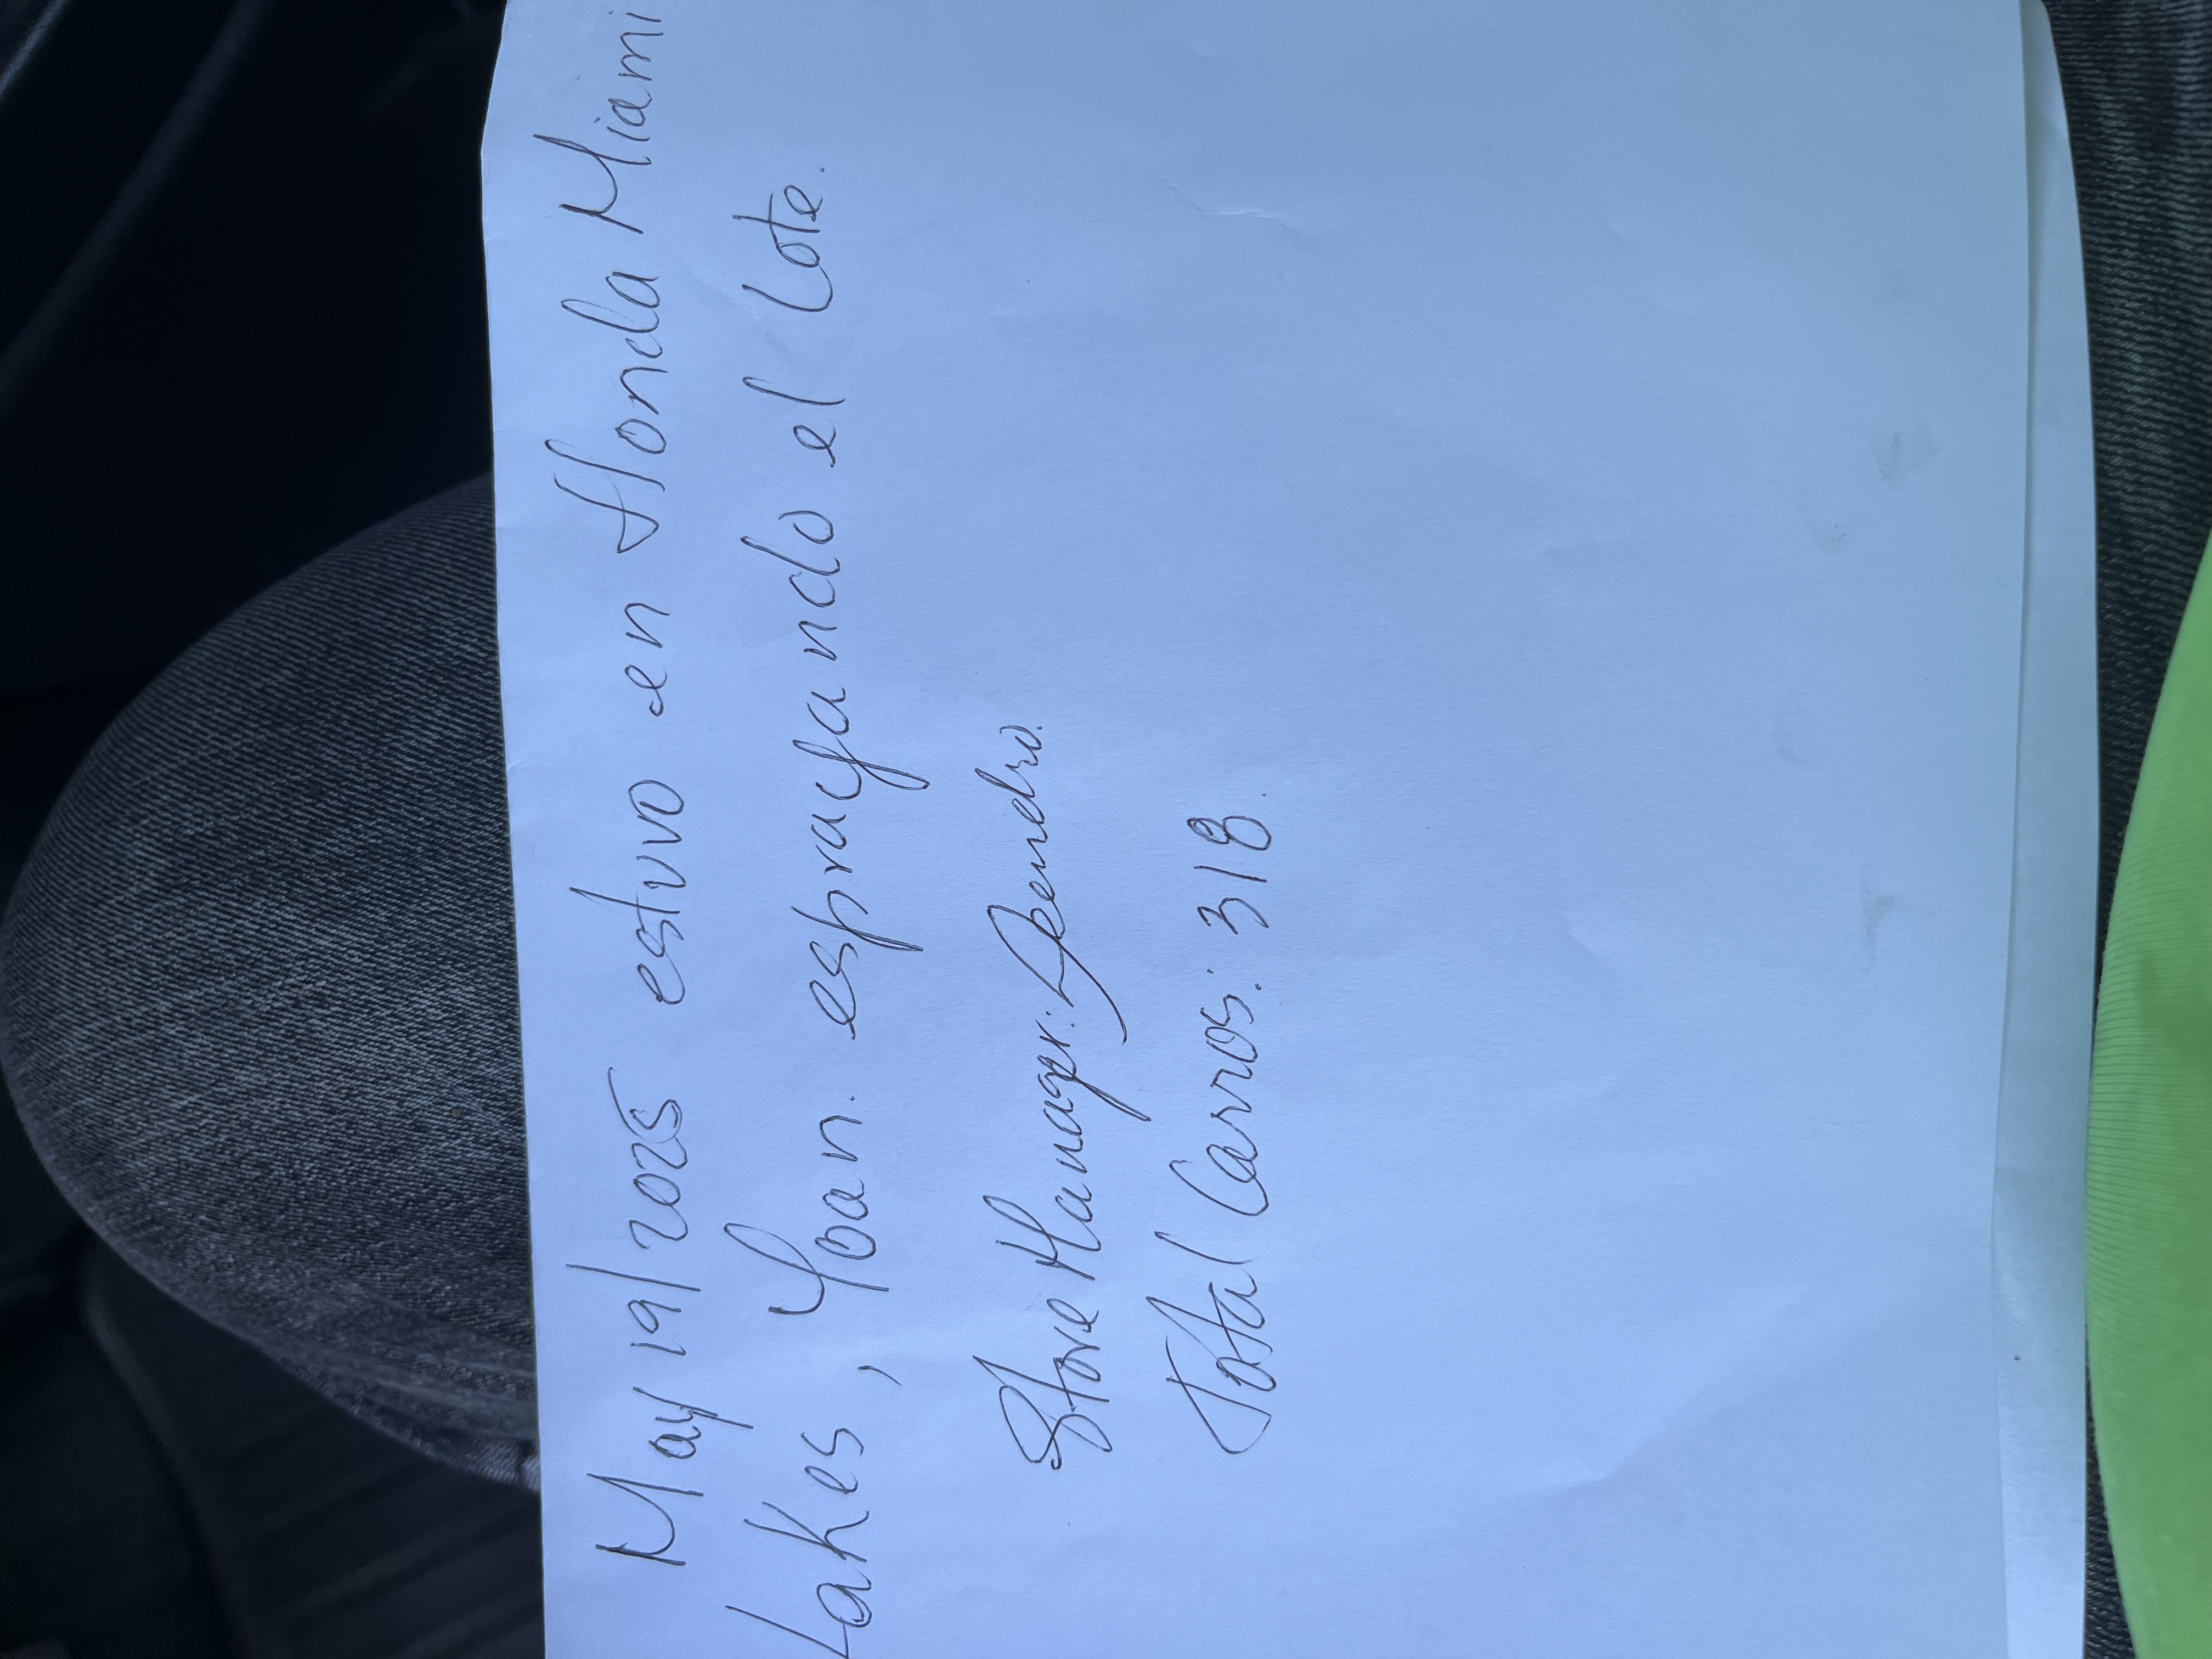 May 19/2025 estuvo en Honda Miami
Lakes, Yoan. esprayando el Lote.
Store Manager:
Total Carros: 318.